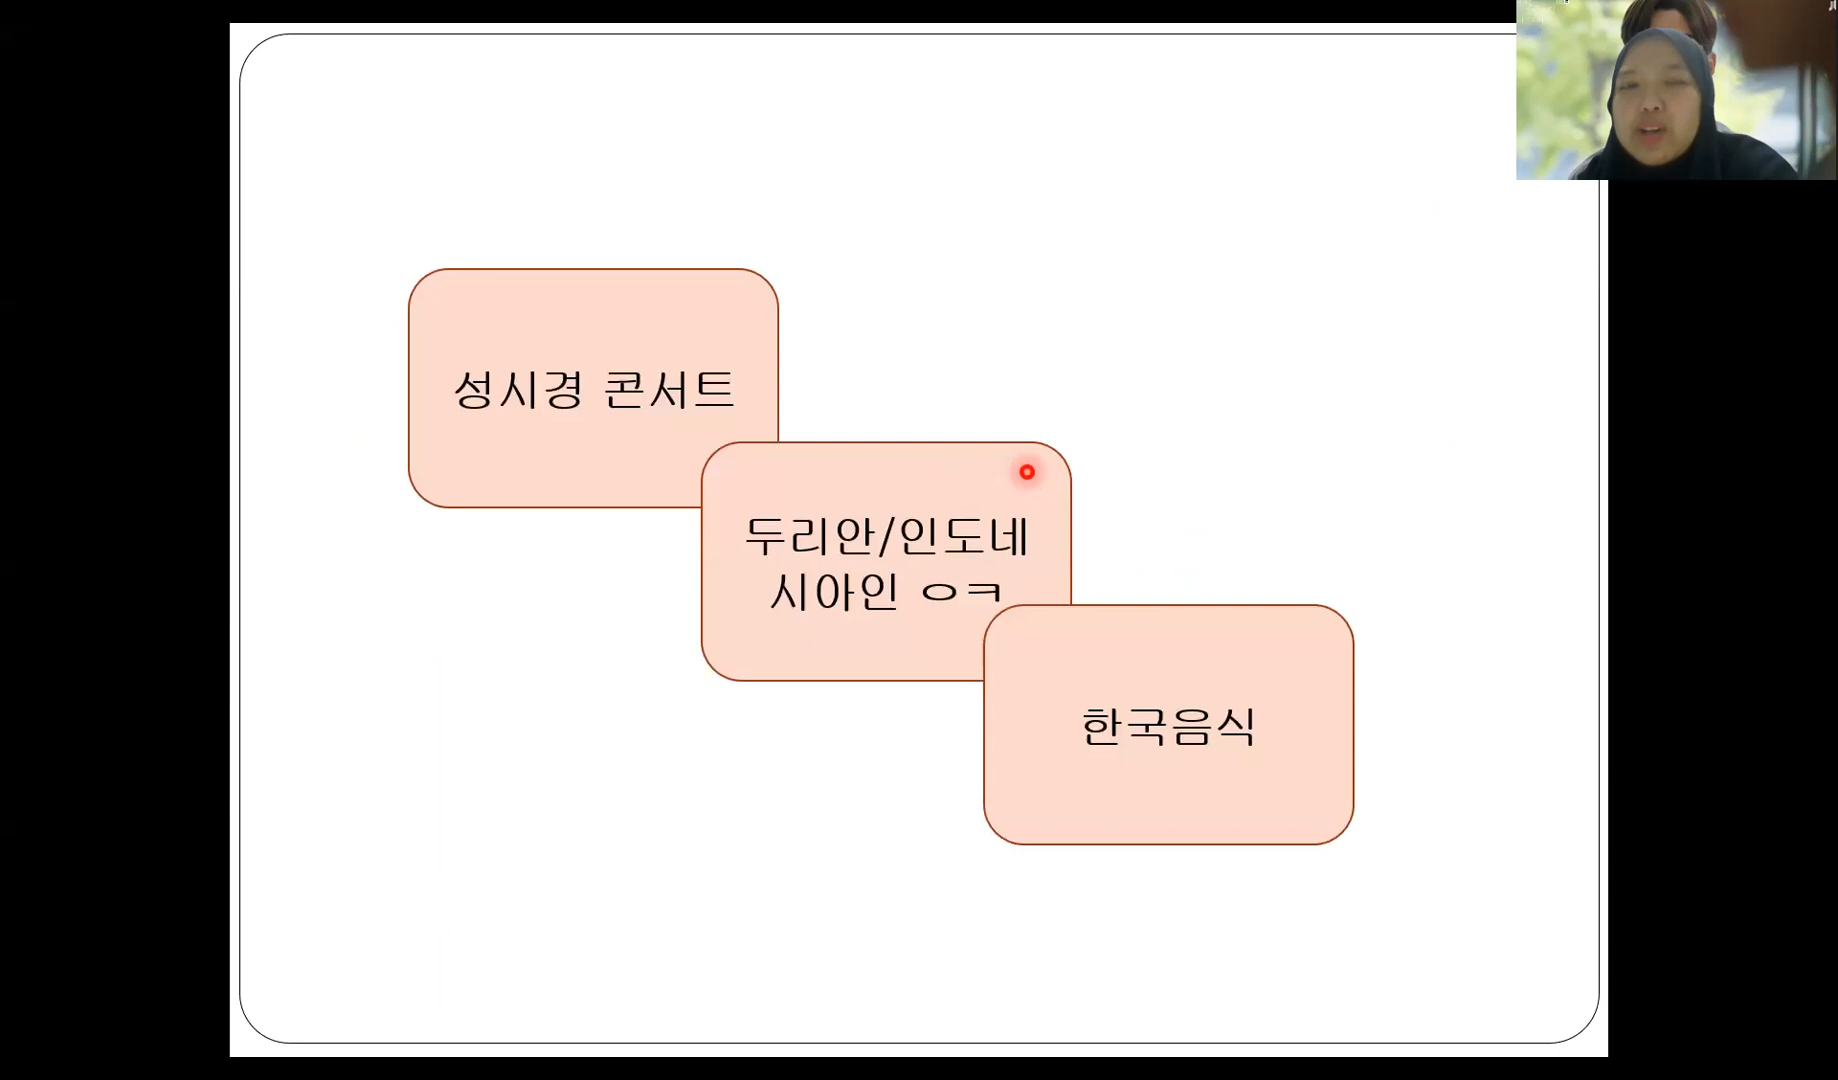 성시경 콘서트
두리안/인도네
시아인 ㅇㅋ
한국음식